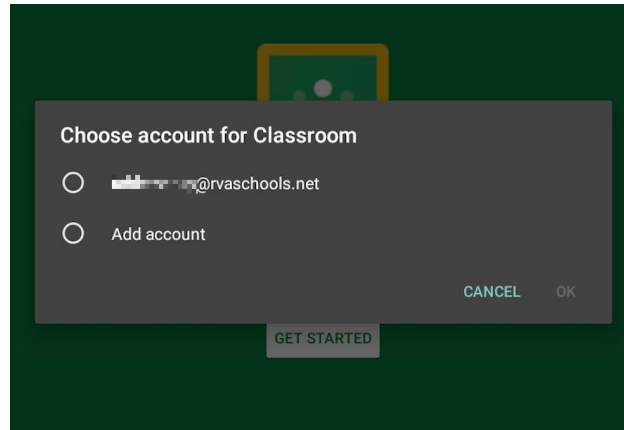 Choose account for Classroom
@rvaschools.net
Add account
CANCEL OK
GET STARTED